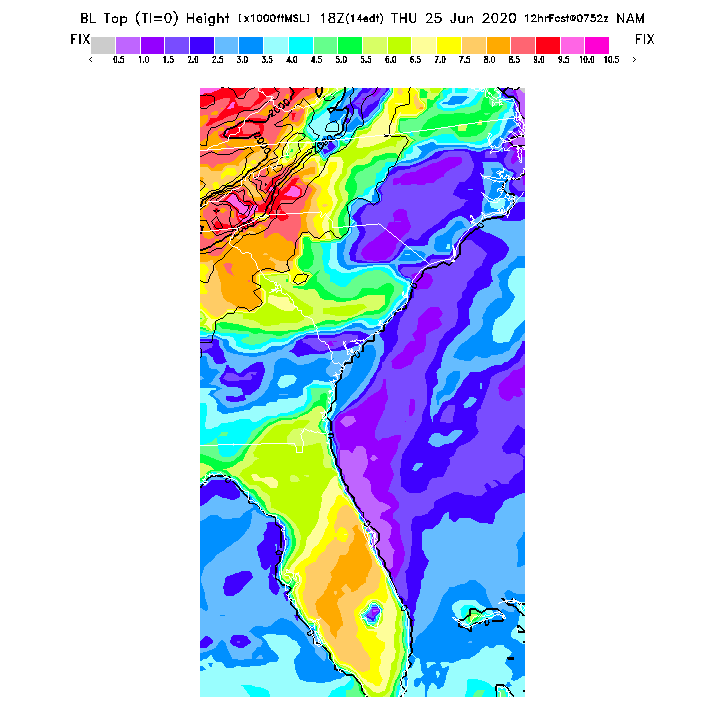 BL Top (TI=0) Height [x1000ftMSL] 18Z(14edt) THU 25 Jun 2020 12hrFcst@0752z NAM
FIX FIX
< 0.5 1.0 1.5 2.0 2.5 3.0 3.5 4.0 4.5 5.0 5.5 6.0 6.5 7.0 7.5 8.0 8.5 9.0 9.5 10.0 10.5 >
2000